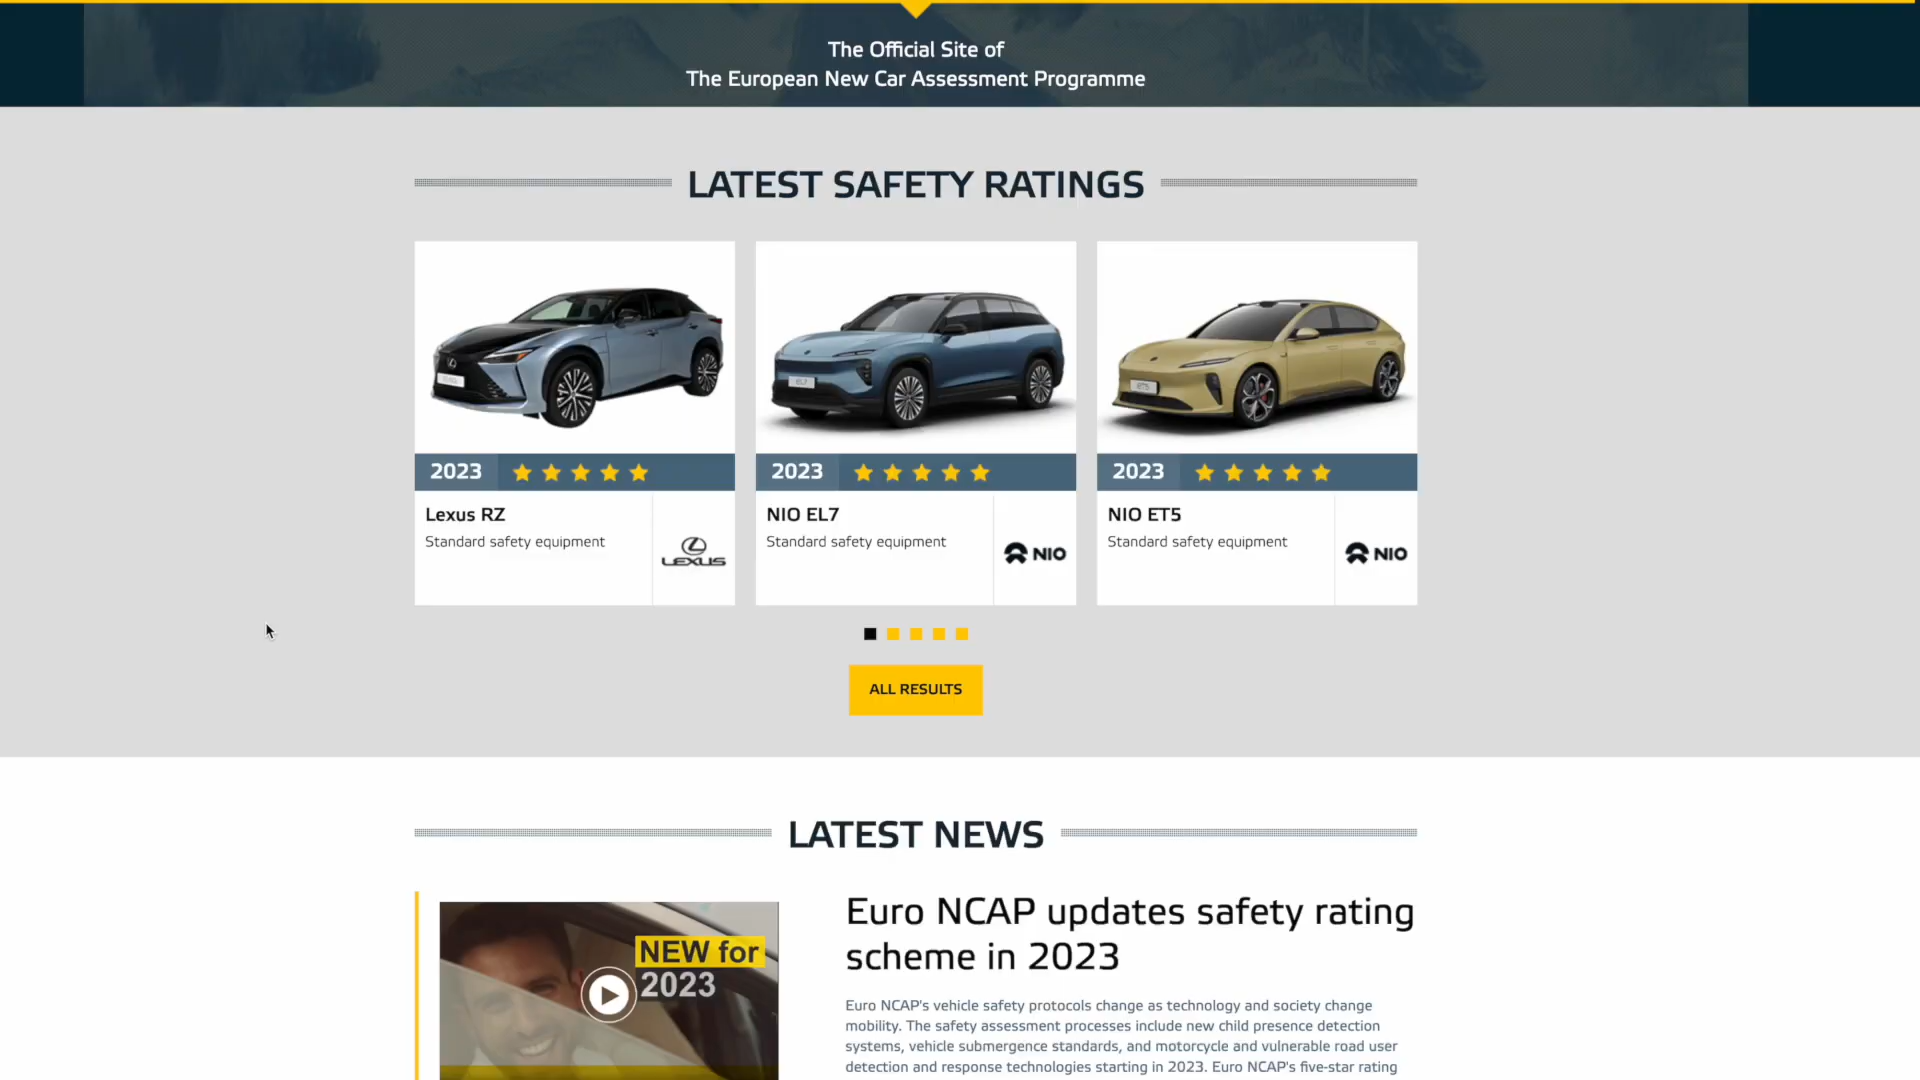 The Official Site of
The European New Car Assessment Programme
LATEST SAFETY RATINGS
2023
Lexus RZ
Standard safety equipment
LEXUS
EL7
2023
NIO EL7
Standard safety equipment
NIO
ET5
2023
NIO ET5
Standard safety equipment
NIO
ALL RESULTS
LATEST NEWS
NEW for
2023
Euro NCAP updates safety rating
scheme in 2023
Euro NCAP's vehicle safety protocols change as technology and society change
mobility. The safety assessment processes include new child presence detection
systems, vehicle submergence standards, and motorcycle and vulnerable road user
detection and response technologies starting in 2023. Euro NCAP's five-star rating